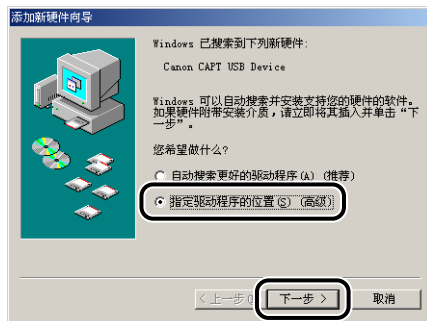 添加新硬件向导
Windows 已搜索到下列新硬件:
Canon CAPT USB Device
Windows 可以自动搜索并安装支持您的硬件的软件。
如果硬件附带安装介质，请立即将其插入并单击“下
一步”。
您希望做什么?
自动搜索更好的驱动程序(A) (推荐)
指定驱动程序的位置(S) (高级)
< 上一步
下一步 >
取消